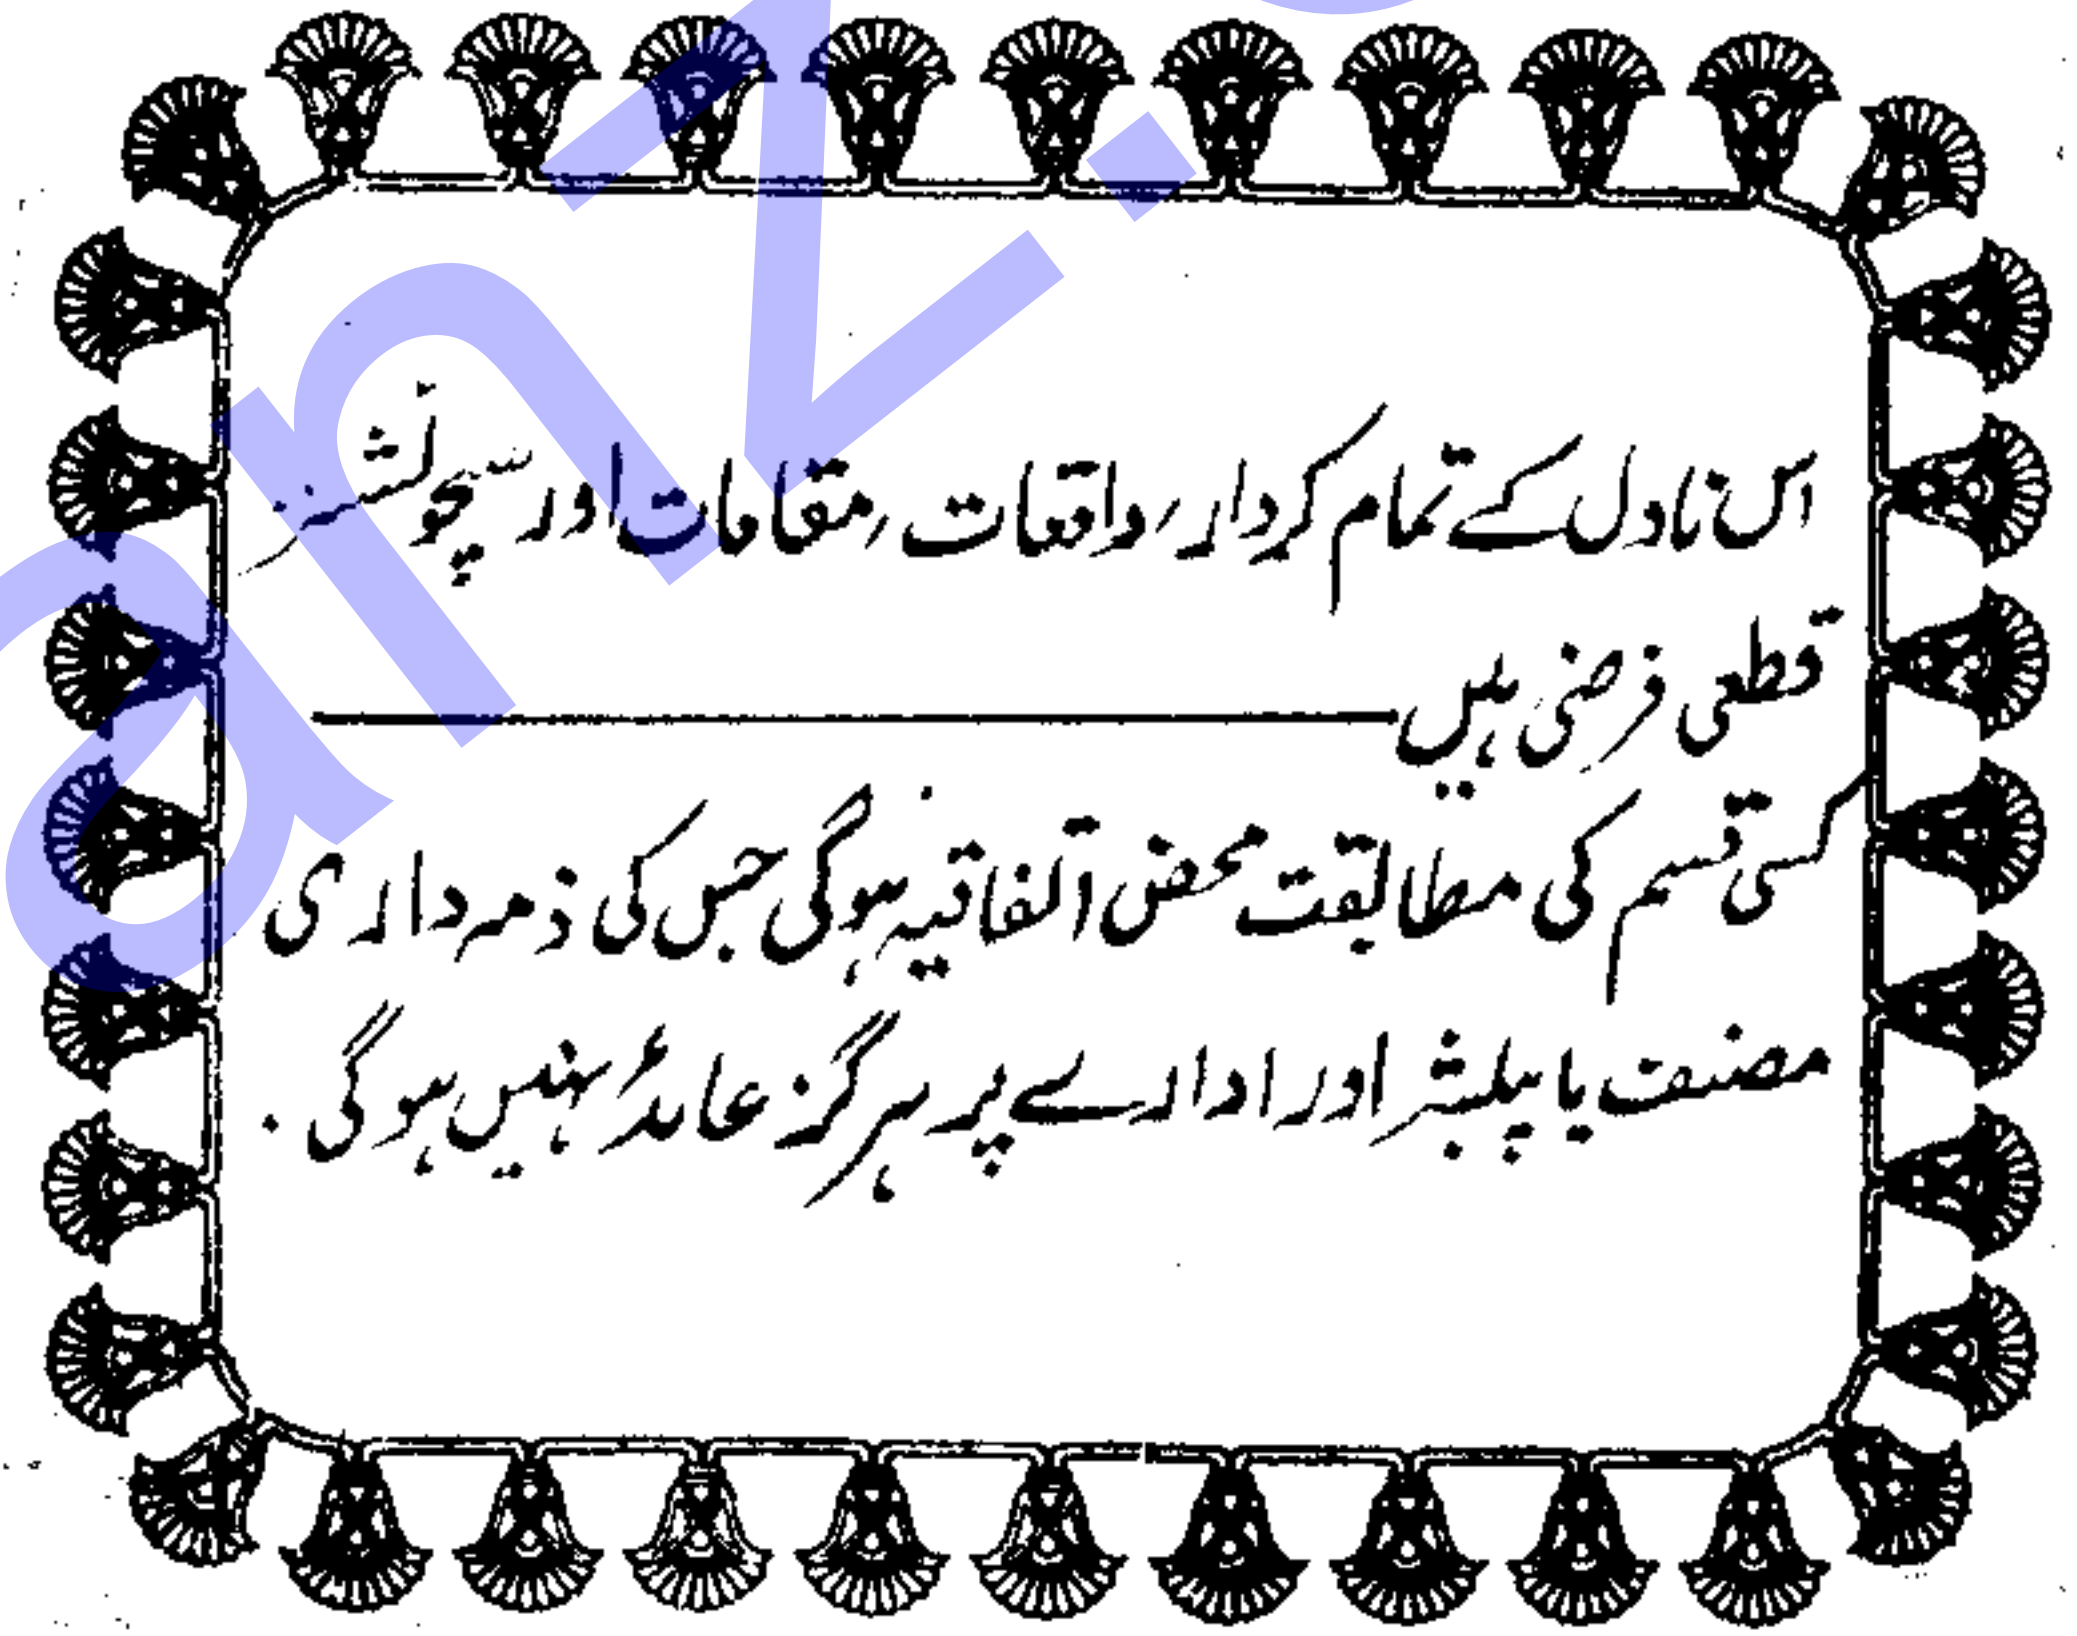 اس ناول کے تمام کردار، واقعات، مقامات اور سچوئشنز
قطعی فرضی ہیں
کسی قسم کی مطابقت محض اتفاقیہ ہوگی جس کی ذمہ داری
مصنف یا پبلشر اور ادارے پر ہرگز عائد نہیں ہوگی.